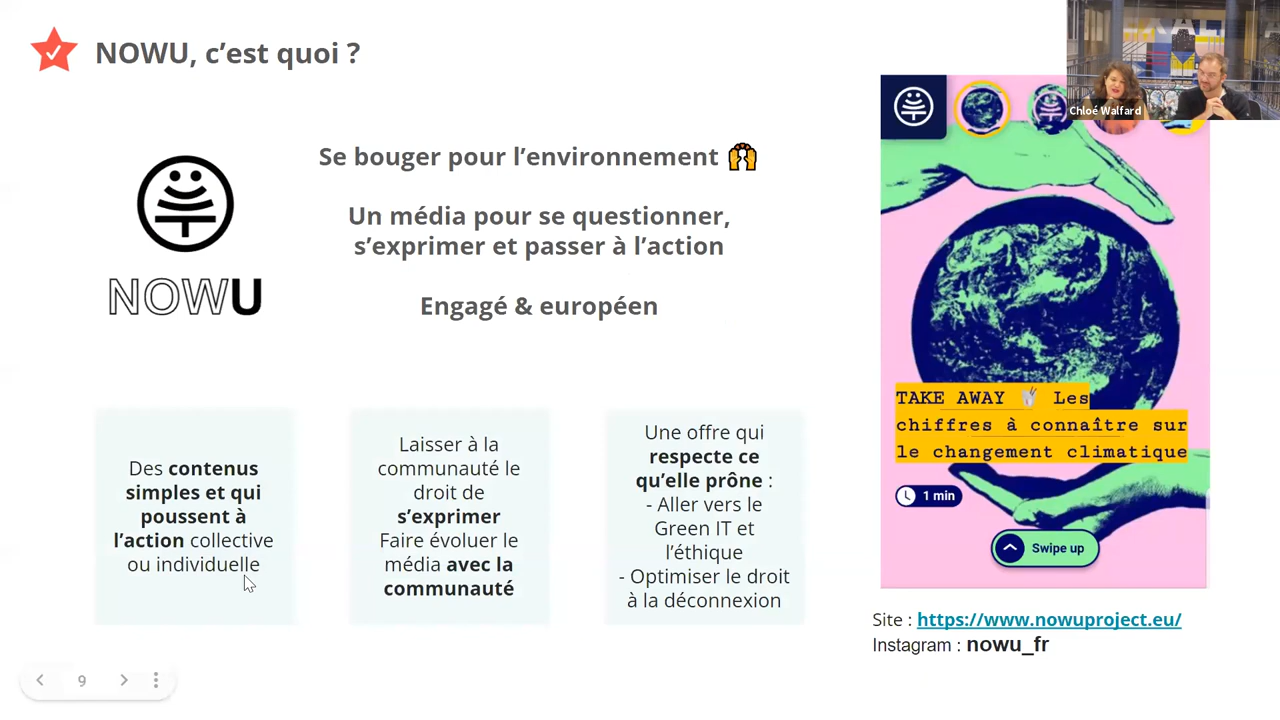 NOWU, c’est quoi ?
Chloé Walfard
Se bouger pour l’environnement 🙌
Un média pour se questionner,
s’exprimer et passer à l’action
Engagé & européen
NOWU
Des contenus
simples et qui
poussent à
l’action collective
ou individuelle
Laisser à la
communauté le
droit de
s’exprimer
Faire évoluer le
média avec la
communauté
Une offre qui
respecte ce
qu’elle prône :
- Aller vers le
Green IT et
l’éthique
- Optimiser le droit
à la déconnexion
TAKE AWAY Les
chiffres à connaître sur
le changement climatique
1 min
Swipe up
Site : https://www.nowuproject.eu/
Instagram : nowu_fr
9